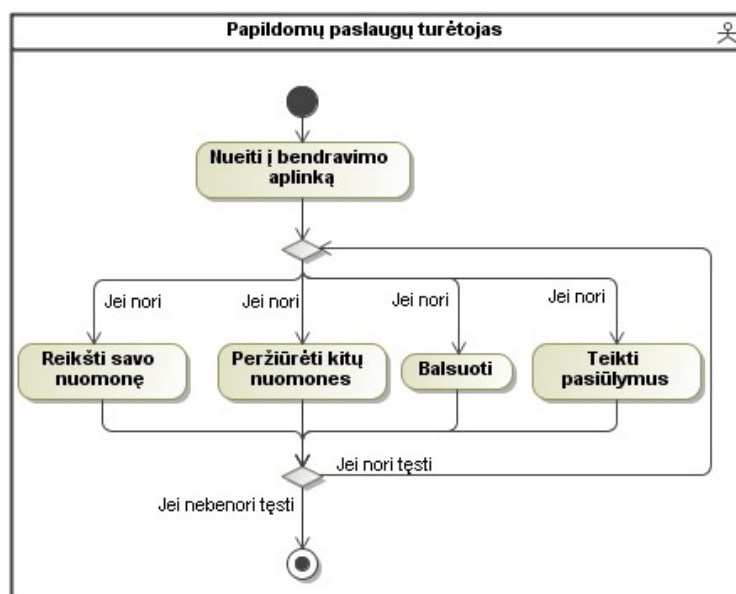 Papildomų paslaugų turėtojas
Nueiti į bendravimo
aplinką
Jei nori
Jei nori
Jei nori
Jei nori
Reikšti savo
nuomonę
Peržiūrėti kitų
nuomones
Balsuoti
Teikti
pasiūlymus
Jei nori tęsti
Jei nebenori tęsti